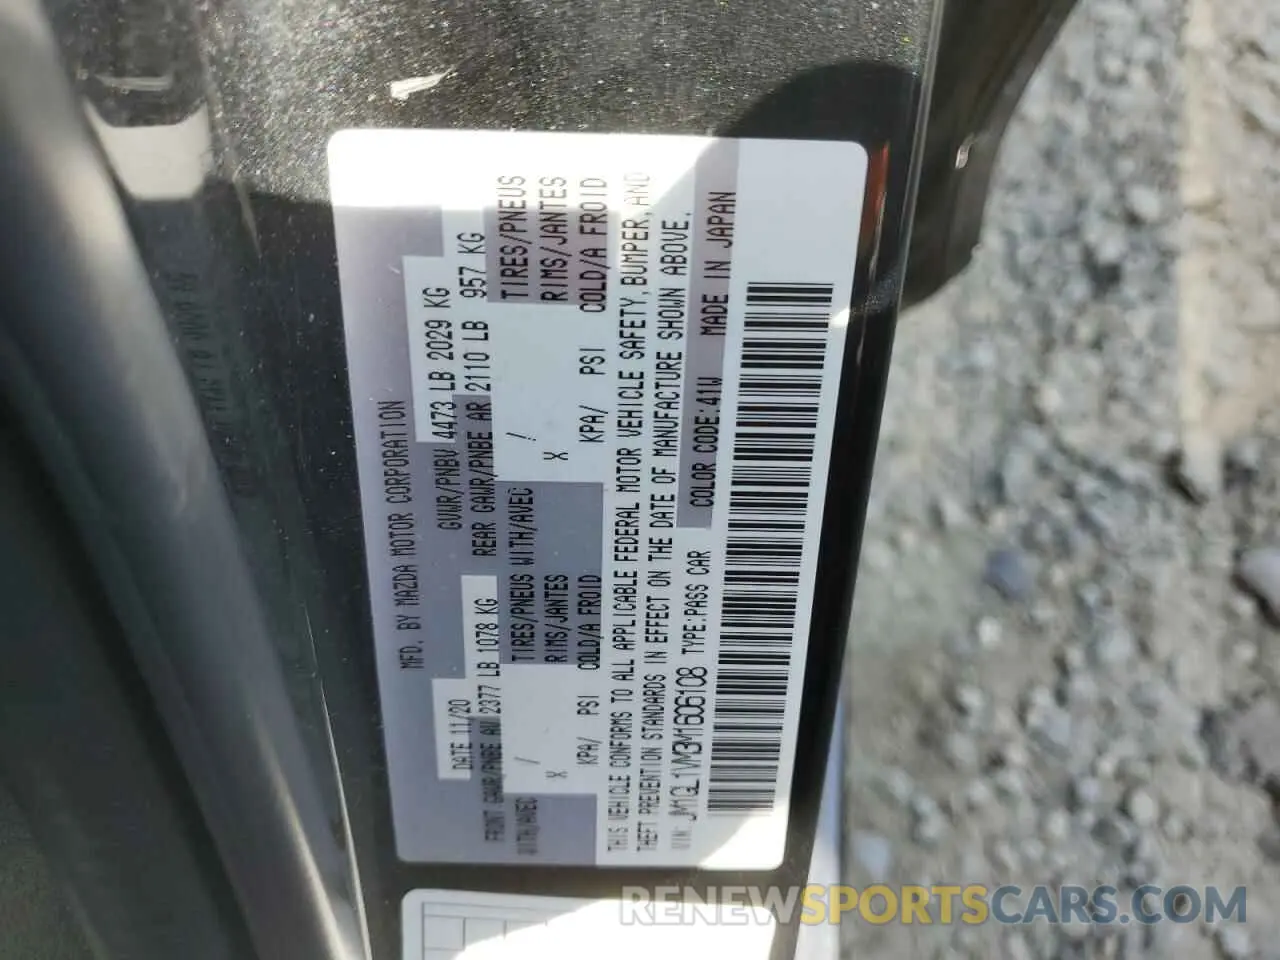 MFD. BY MAZDA MOTOR CORPORATION
DATE 11/20 GVWR/PNBV 4473 LB 2029 KG
FRONT GAWR/PNBE AV 2377 LB 1078 KG REAR GAWR/PNBE AR 2110 LB 957 KG
WITH/AVEC / TIRES/PNEUS WITH/AVEC / TIRES/PNEUS
X RIMS/JANTES X RIMS/JANTES
KPA/ PSI COLD/A FROID KPA/ PSI COLD/A FROID
THIS VEHICLE CONFORMS TO ALL APPLICABLE FEDERAL MOTOR VEHICLE SAFETY, BUMPER, AND
THEFT PREVENTION STANDARDS IN EFFECT ON THE DATE OF MANUFACTURE SHOWN ABOVE.
VIN: JM1GL1VM3M1606108 TYPE:PASS CAR COLOR CODE:41W MADE IN JAPAN
RENEWSPORTSCARS.COM